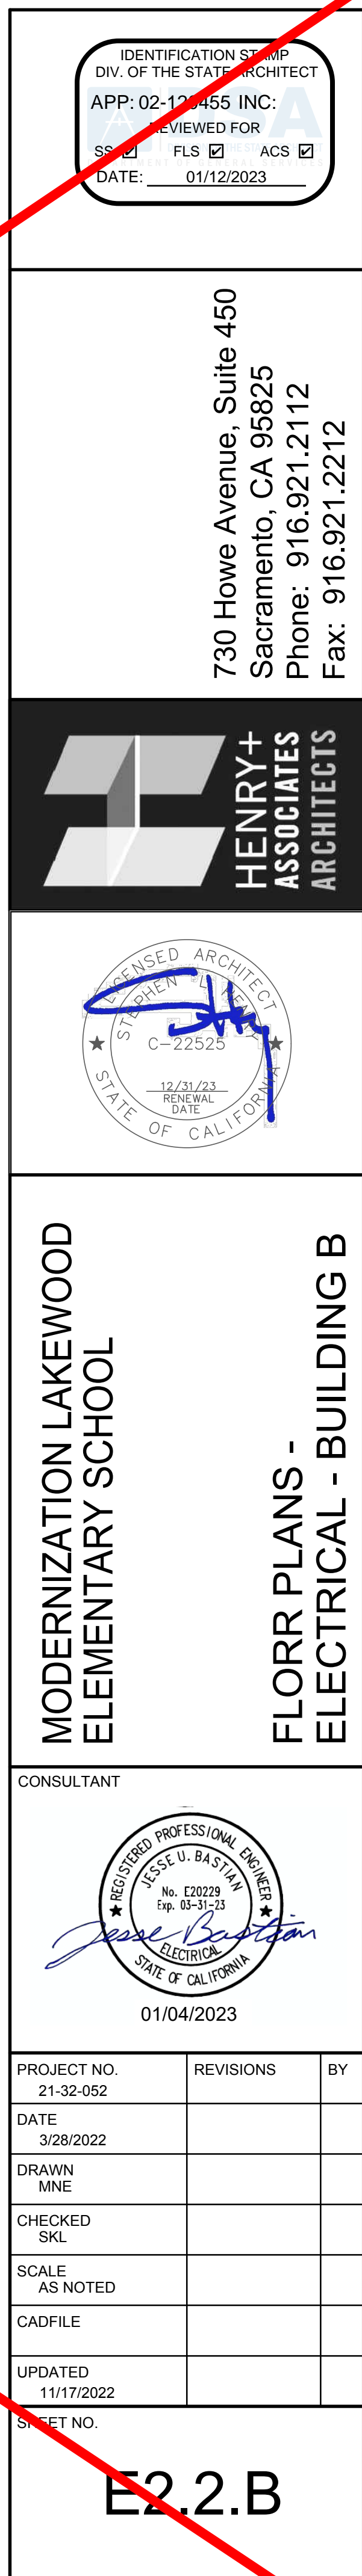 IDENTIFICATION STAMP
DIV. OF THE STATE ARCHITECT
APP: 02-120455 INC:
REVIEWED FOR
SS ☑ FLS ☑ ACS ☑
DATE: 01/12/2023
730 Howe Avenue, Suite 450
Sacramento, CA 95825
Phone: 916.921.2112
Fax: 916.921.2212
HENRY+
ASSOCIATES
ARCHITECTS
LICENSED ARCHITECT
STEPHEN L. HENRY
C-22525
12/31/23
RENEWAL
DATE
STATE OF CALIFORNIA
MODERNIZATION LAKEWOOD
ELEMENTARY SCHOOL
FLORR PLANS -
ELECTRICAL - BUILDING B
CONSULTANT
REGISTERED PROFESSIONAL ENGINEER
JESSE U. BASTIAN
No. E20229
Exp. 03-31-23
Jesse Bastian
ELECTRICAL
STATE OF CALIFORNIA
01/04/2023
PROJECT NO. REVISIONS BY
21-32-052
DATE
3/28/2022
DRAWN
MNE
CHECKED
SKL
SCALE
AS NOTED
CADFILE
UPDATED
11/17/2022
SHEET NO.
E2.2.B